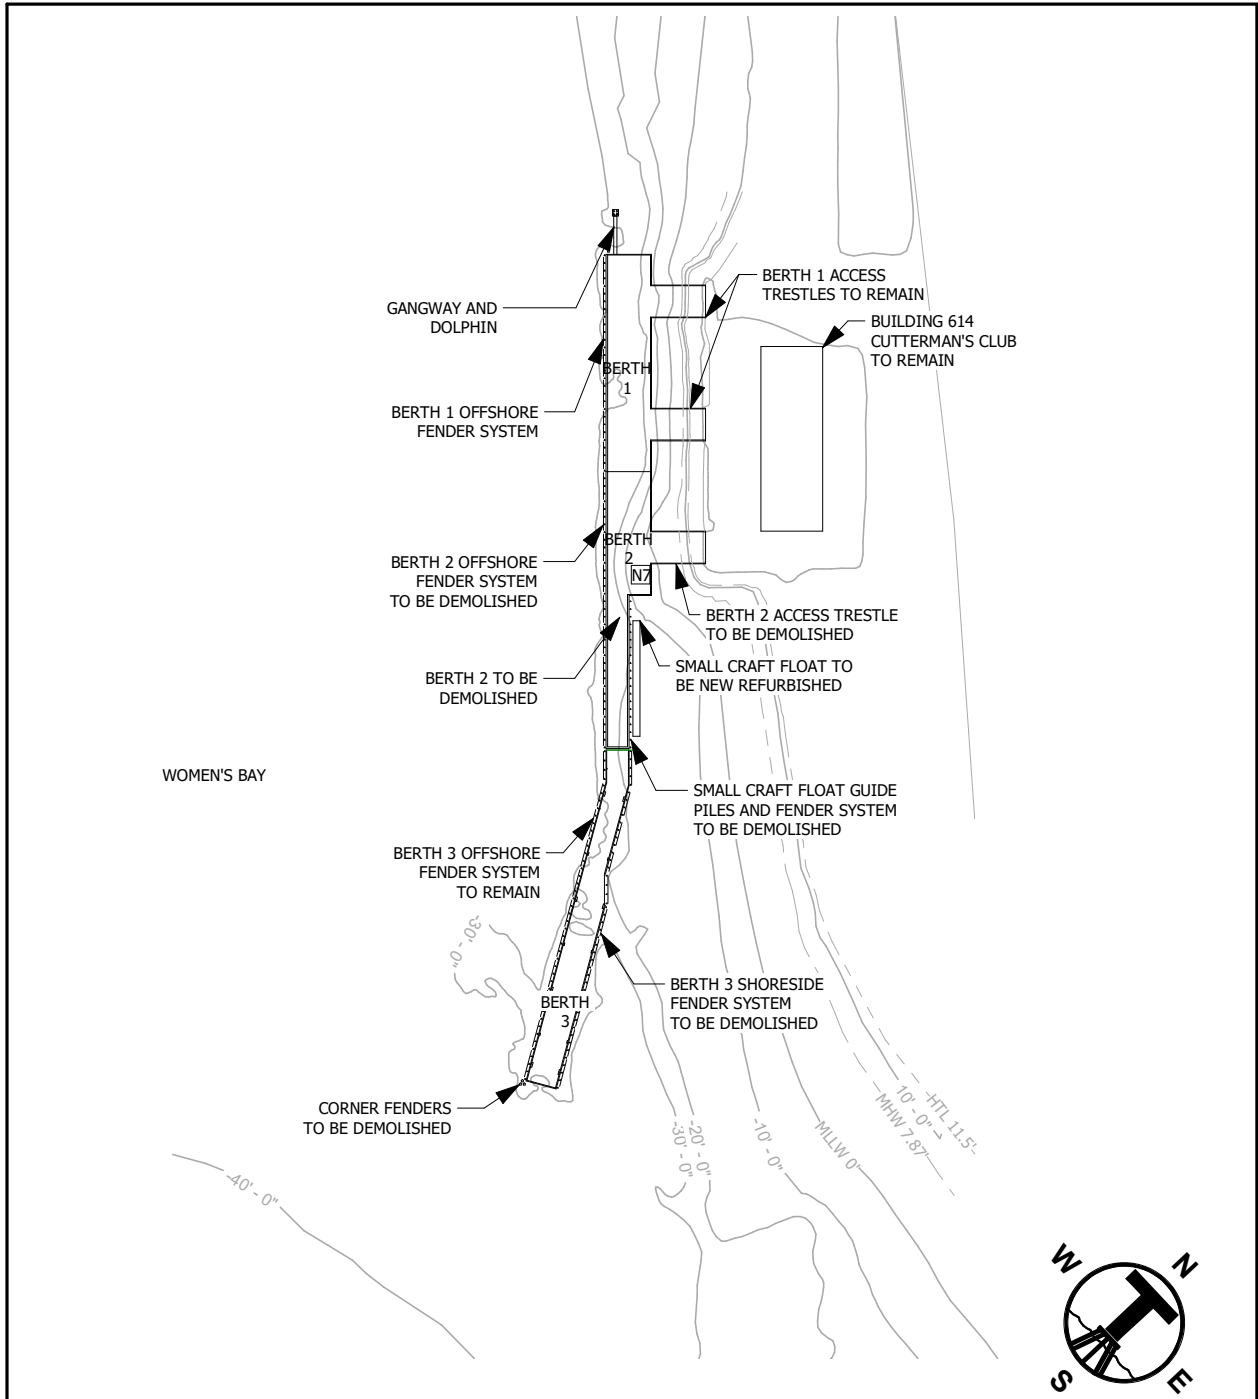 GANGWAY AND
DOLPHIN
BERTH 1 ACCESS
TRESTLES TO REMAIN
BUILDING 614
CUTTERMAN'S CLUB
TO REMAIN
BERTH
1
BERTH 1 OFFSHORE
FENDER SYSTEM
BERTH
2
N7
BERTH 2 OFFSHORE
FENDER SYSTEM
TO BE DEMOLISHED
BERTH 2 ACCESS TRESTLE
TO BE DEMOLISHED
BERTH 2 TO BE
DEMOLISHED
SMALL CRAFT FLOAT TO
BE NEW REFURBISHED
WOMEN'S BAY
SMALL CRAFT FLOAT GUIDE
PILES AND FENDER SYSTEM
TO BE DEMOLISHED
BERTH 3 OFFSHORE
FENDER SYSTEM
TO REMAIN
-30' - 0"
BERTH 3 SHORESIDE
FENDER SYSTEM
TO BE DEMOLISHED
BERTH
3
CORNER FENDERS
TO BE DEMOLISHED
-40' - 0"
-30' - 0"
-20' - 0"
-10' - 0"
MLLW 0'
MHW 7.87'
10' - 0"
HTL 11.5'
W
N
S
E